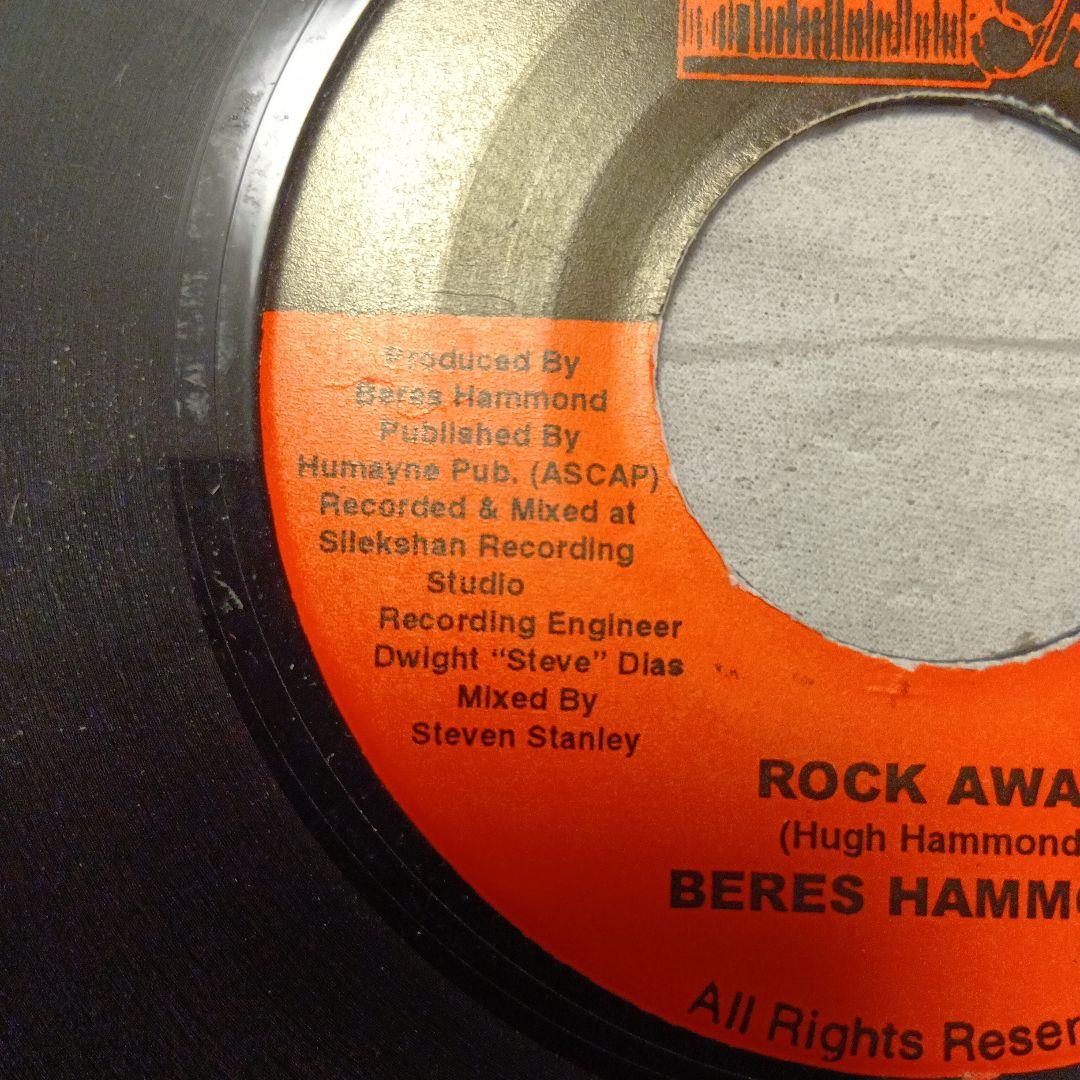 Produced By
Beres Hammond
Published By
Humayne Pub. (ASCAP)
Recorded & Mixed at
Silekshan Recording
Studio
Recording Engineer
Dwight "Steve" Dias
Mixed By
Steven Stanley
ROCK AWA
(Hugh Hammond
BERES HAMMO
All Rights Reser